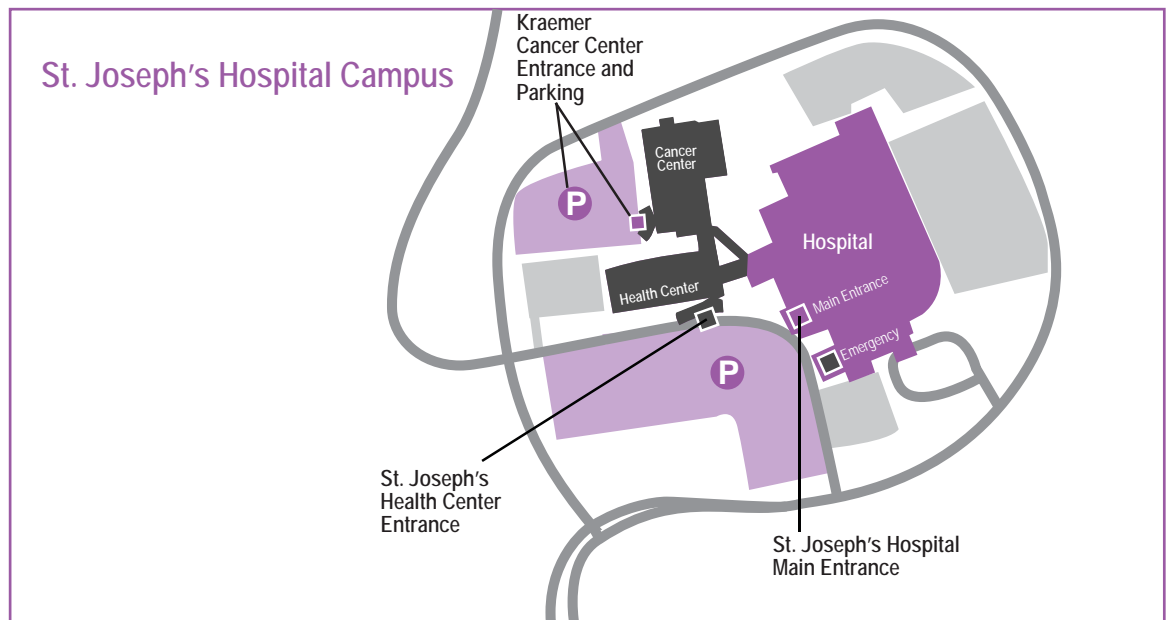 St. Joseph's Hospital Campus
Kraemer
Cancer Center
Entrance and
Parking
Cancer
Center
P
Hospital
Health Center
Main Entrance
Emergency
P
St. Joseph's
Health Center
Entrance
St. Joseph's Hospital
Main Entrance